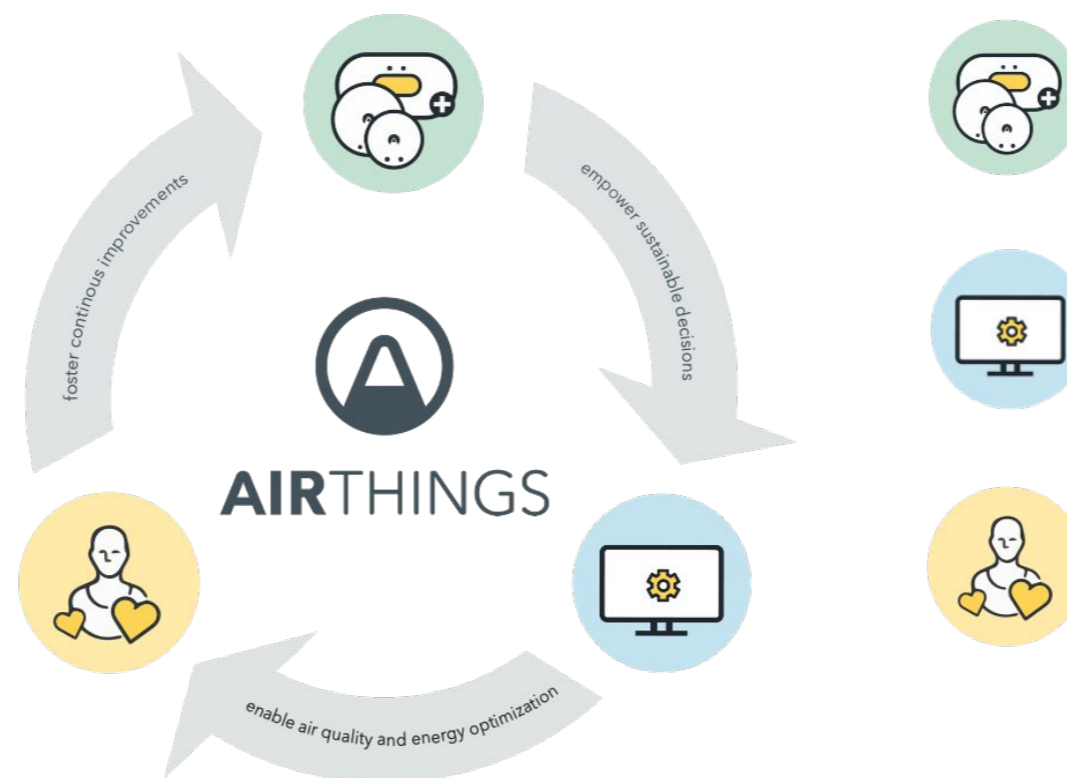 foster continous improvements
empower sustainable decisions
AIRTHINGS
enable air quality and energy optimization